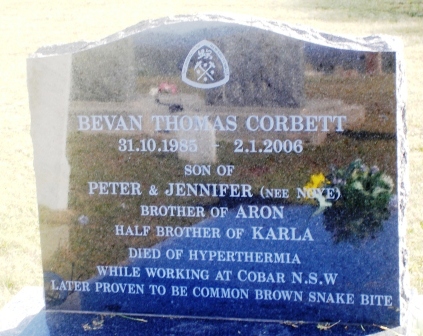 BEVAN THOMAS CORBETT
31.10.1985 - 2.1.2006
SON OF
PETER & JENNIFER (NEE NOYE)
BROTHER OF ARON
HALF BROTHER OF KARLA
DIED OF HYPERTHERMIA
WHILE WORKING AT COBAR N.S.W
LATER PROVEN TO BE COMMON BROWN SNAKE BITE